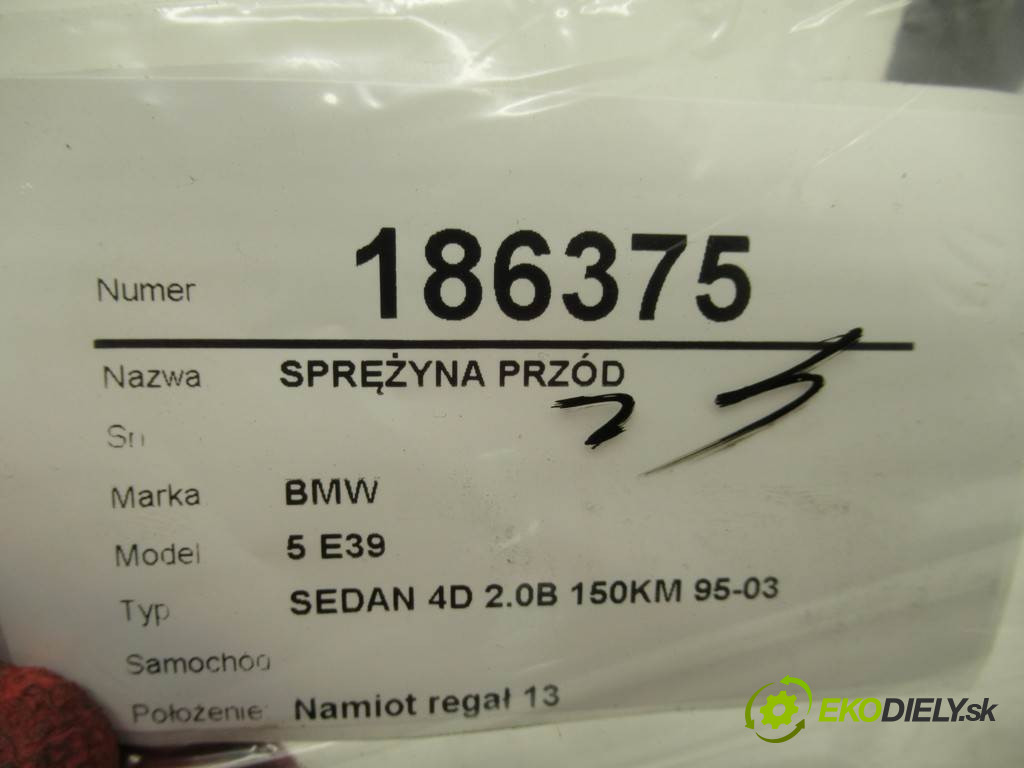 Numer 186375
Nazwa SPRĘŻYNA PRZÓD
Sn
Marka BMW
Model 5 E39
Typ SEDAN 4D 2.0B 150KM 95-03
Samochód
Położenie Namiot regał 13
EKODIELY.sk